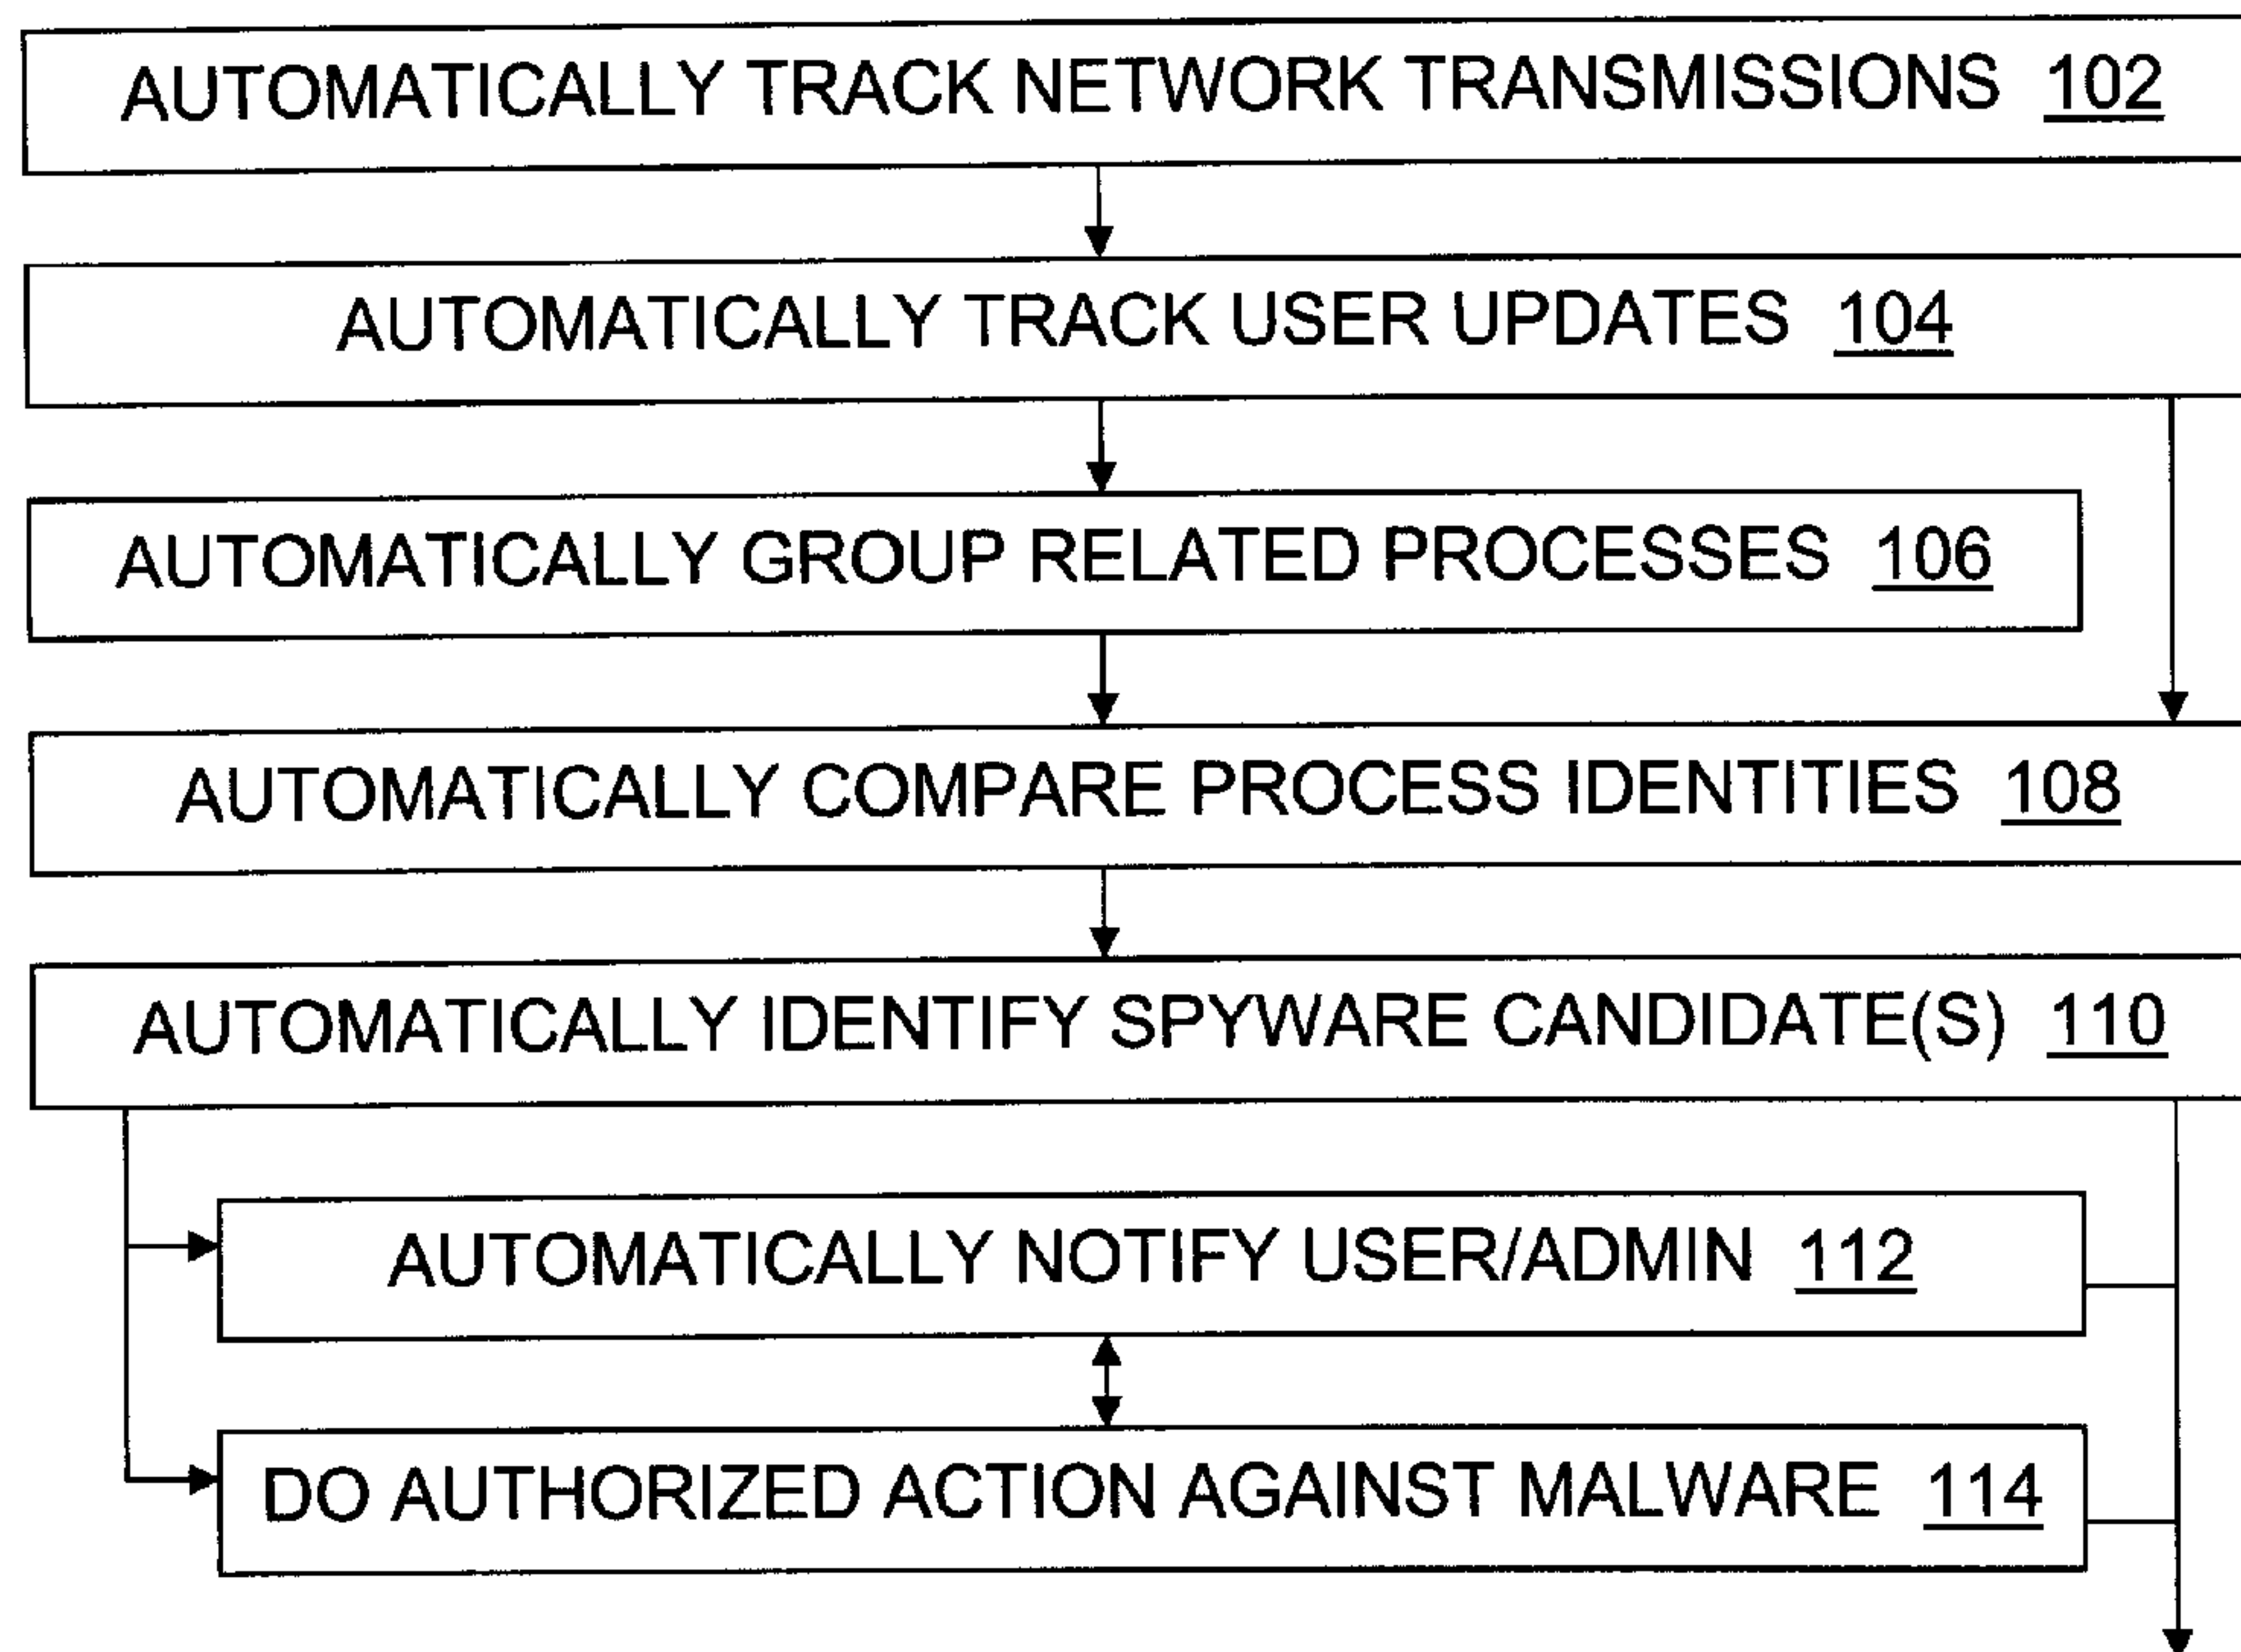 AUTOMATICALLY TRACK NETWORK TRANSMISSIONS 102
AUTOMATICALLY TRACK USER UPDATES 104
AUTOMATICALLY GROUP RELATED PROCESSES 106
AUTOMATICALLY COMPARE PROCESS IDENTITIES 108
AUTOMATICALLY IDENTIFY SPYWARE CANDIDATE(S) 110
AUTOMATICALLY NOTIFY USER/ADMIN 112
DO AUTHORIZED ACTION AGAINST MALWARE 114